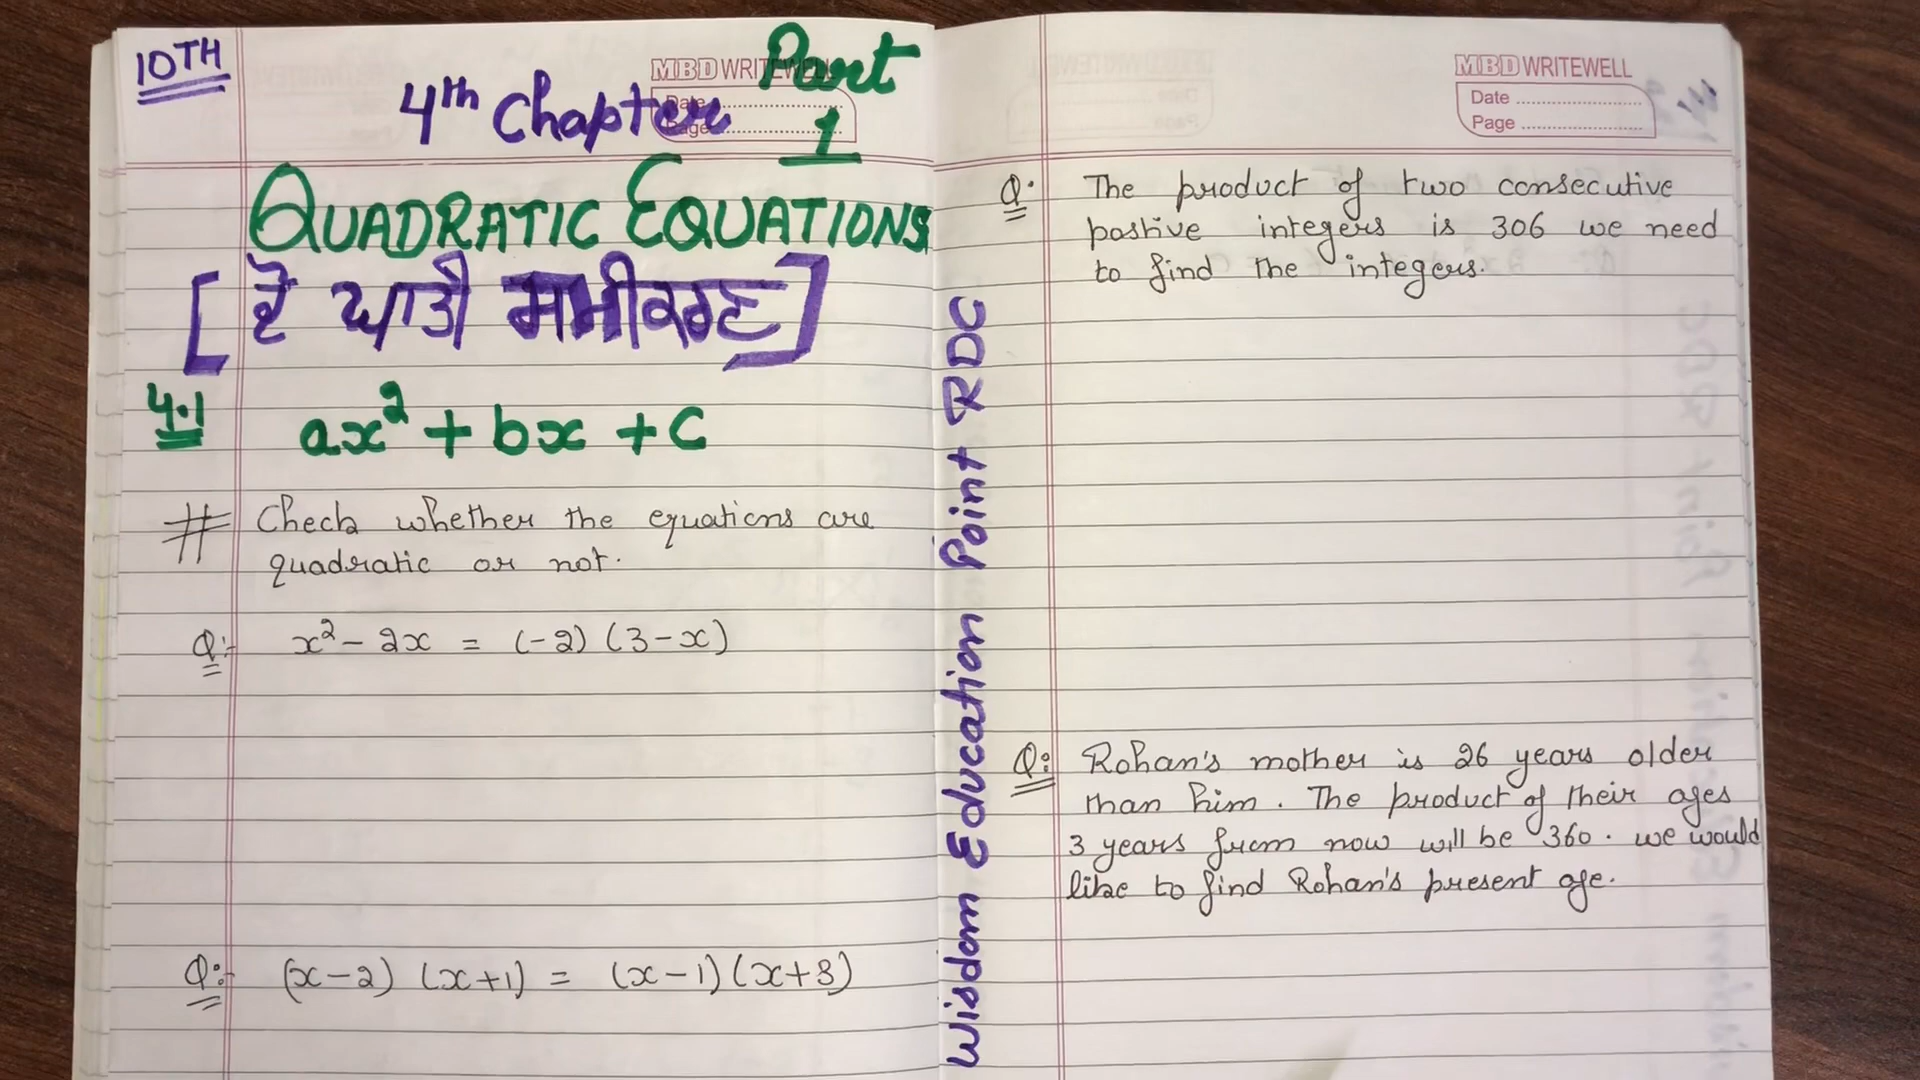 10TH
MBD WRITEWELL
Part
1
4th Chapter
Date
Page
QUADRATIC EQUATIONS
[ ਦੋ ਘਾਤੀ ਸਮੀਕਰਣ ]
4.1 ax² + bx + c
# Check whether the equations are
quadratic or not.
Q:- x² - 2x = (-2) (3-x)
Q:- (x-2) (x+1) = (x-1) (x+3)
Wisdom Education Point RDC
MBD WRITEWELL
Date
Page
Q. The product of two consecutive
postive integers is 306 we need
to find the integers.
Q: Rohan's mother is 26 years older
than him. The product of their ages
3 years from now will be 360. we would
like to find Rohan's present age.